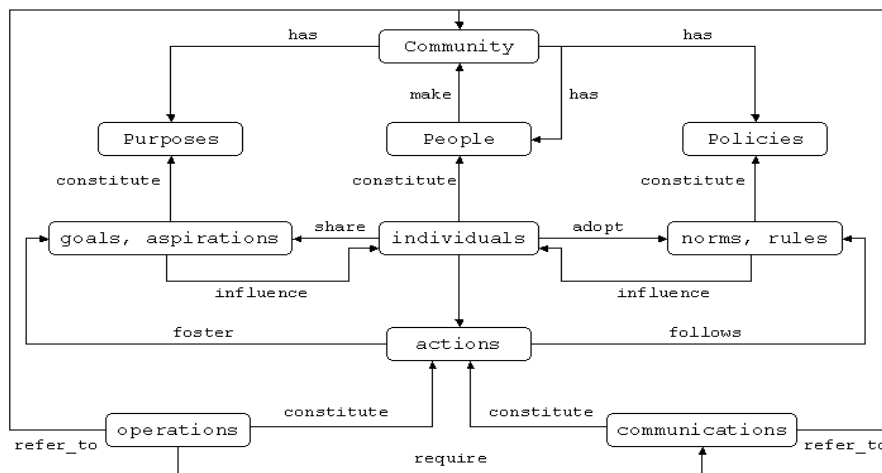 has
Community
has
make
has
Purposes
People
Policies
constitute
constitute
constitute
goals, aspirations
share
individuals
adopt
norms, rules
influence
influence
foster
actions
follows
operations
constitute
constitute
communications
refer_to
require
refer_to